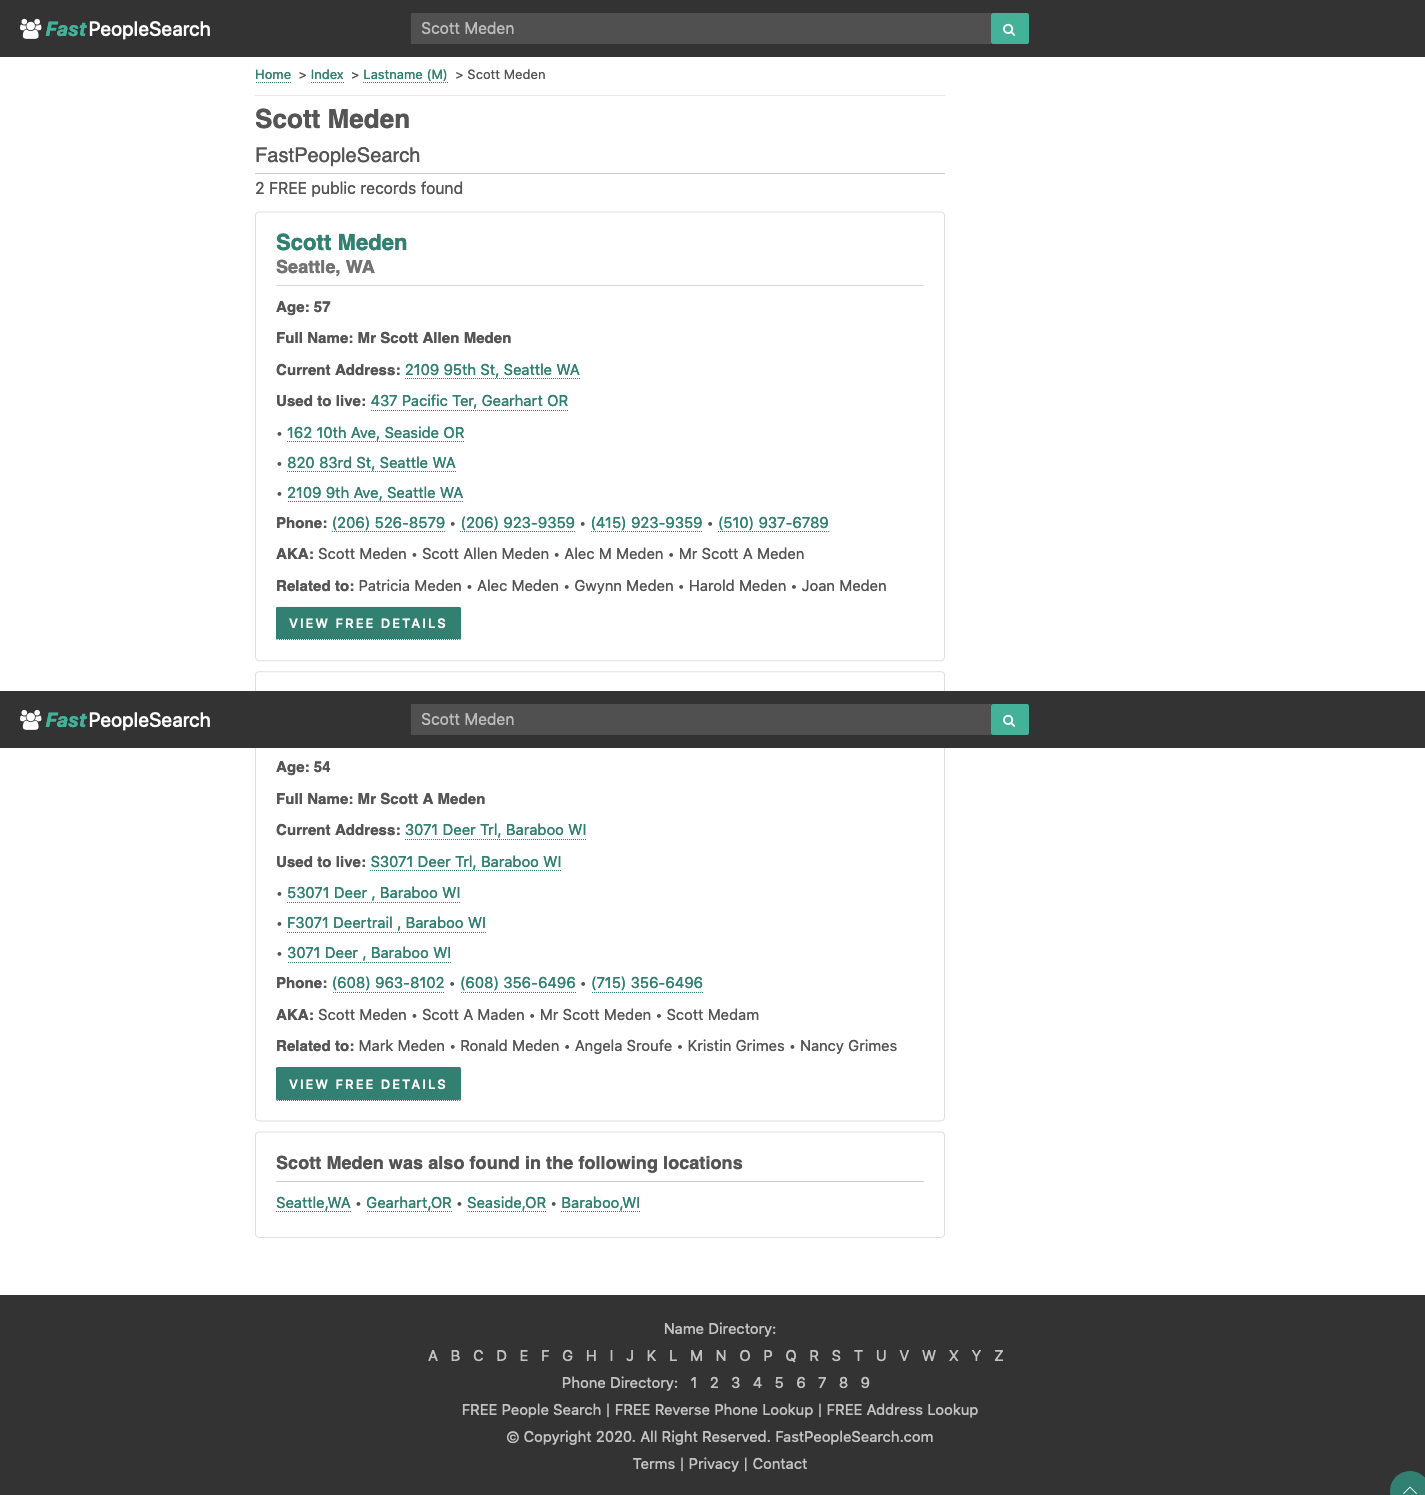 FastPeopleSearch
Scott Meden
Home > Index > Lastname (M) > Scott Meden
Scott Meden
FastPeopleSearch
2 FREE public records found
Scott Meden
Seattle, WA
Age: 57
Full Name: Mr Scott Allen Meden
Current Address: 2109 95th St, Seattle WA
Used to live: 437 Pacific Ter, Gearhart OR
• 162 10th Ave, Seaside OR
• 820 83rd St, Seattle WA
• 2109 9th Ave, Seattle WA
Phone: (206) 526-8579 • (206) 923-9359 • (415) 923-9359 • (510) 937-6789
AKA: Scott Meden • Scott Allen Meden • Alec M Meden • Mr Scott A Meden
Related to: Patricia Meden • Alec Meden • Gwynn Meden • Harold Meden • Joan Meden
VIEW FREE DETAILS
FastPeopleSearch
Scott Meden
Age: 54
Full Name: Mr Scott A Meden
Current Address: 3071 Deer Trl, Baraboo WI
Used to live: S3071 Deer Trl, Baraboo WI
• 53071 Deer , Baraboo WI
• F3071 Deertrail , Baraboo WI
• 3071 Deer , Baraboo WI
Phone: (608) 963-8102 • (608) 356-6496 • (715) 356-6496
AKA: Scott Meden • Scott A Maden • Mr Scott Meden • Scott Medam
Related to: Mark Meden • Ronald Meden • Angela Sroufe • Kristin Grimes • Nancy Grimes
VIEW FREE DETAILS
Scott Meden was also found in the following locations
Seattle,WA • Gearhart,OR • Seaside,OR • Baraboo,WI
Name Directory:
A B C D E F G H I J K L M N O P Q R S T U V W X Y Z
Phone Directory: 1 2 3 4 5 6 7 8 9
FREE People Search | FREE Reverse Phone Lookup | FREE Address Lookup
© Copyright 2020. All Right Reserved. FastPeopleSearch.com
Terms | Privacy | Contact